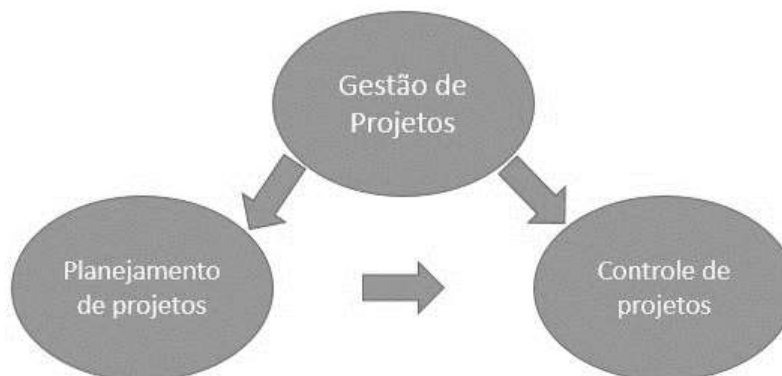 Gestão de
Projetos
Planejamento
de projetos
Controle de
projetos